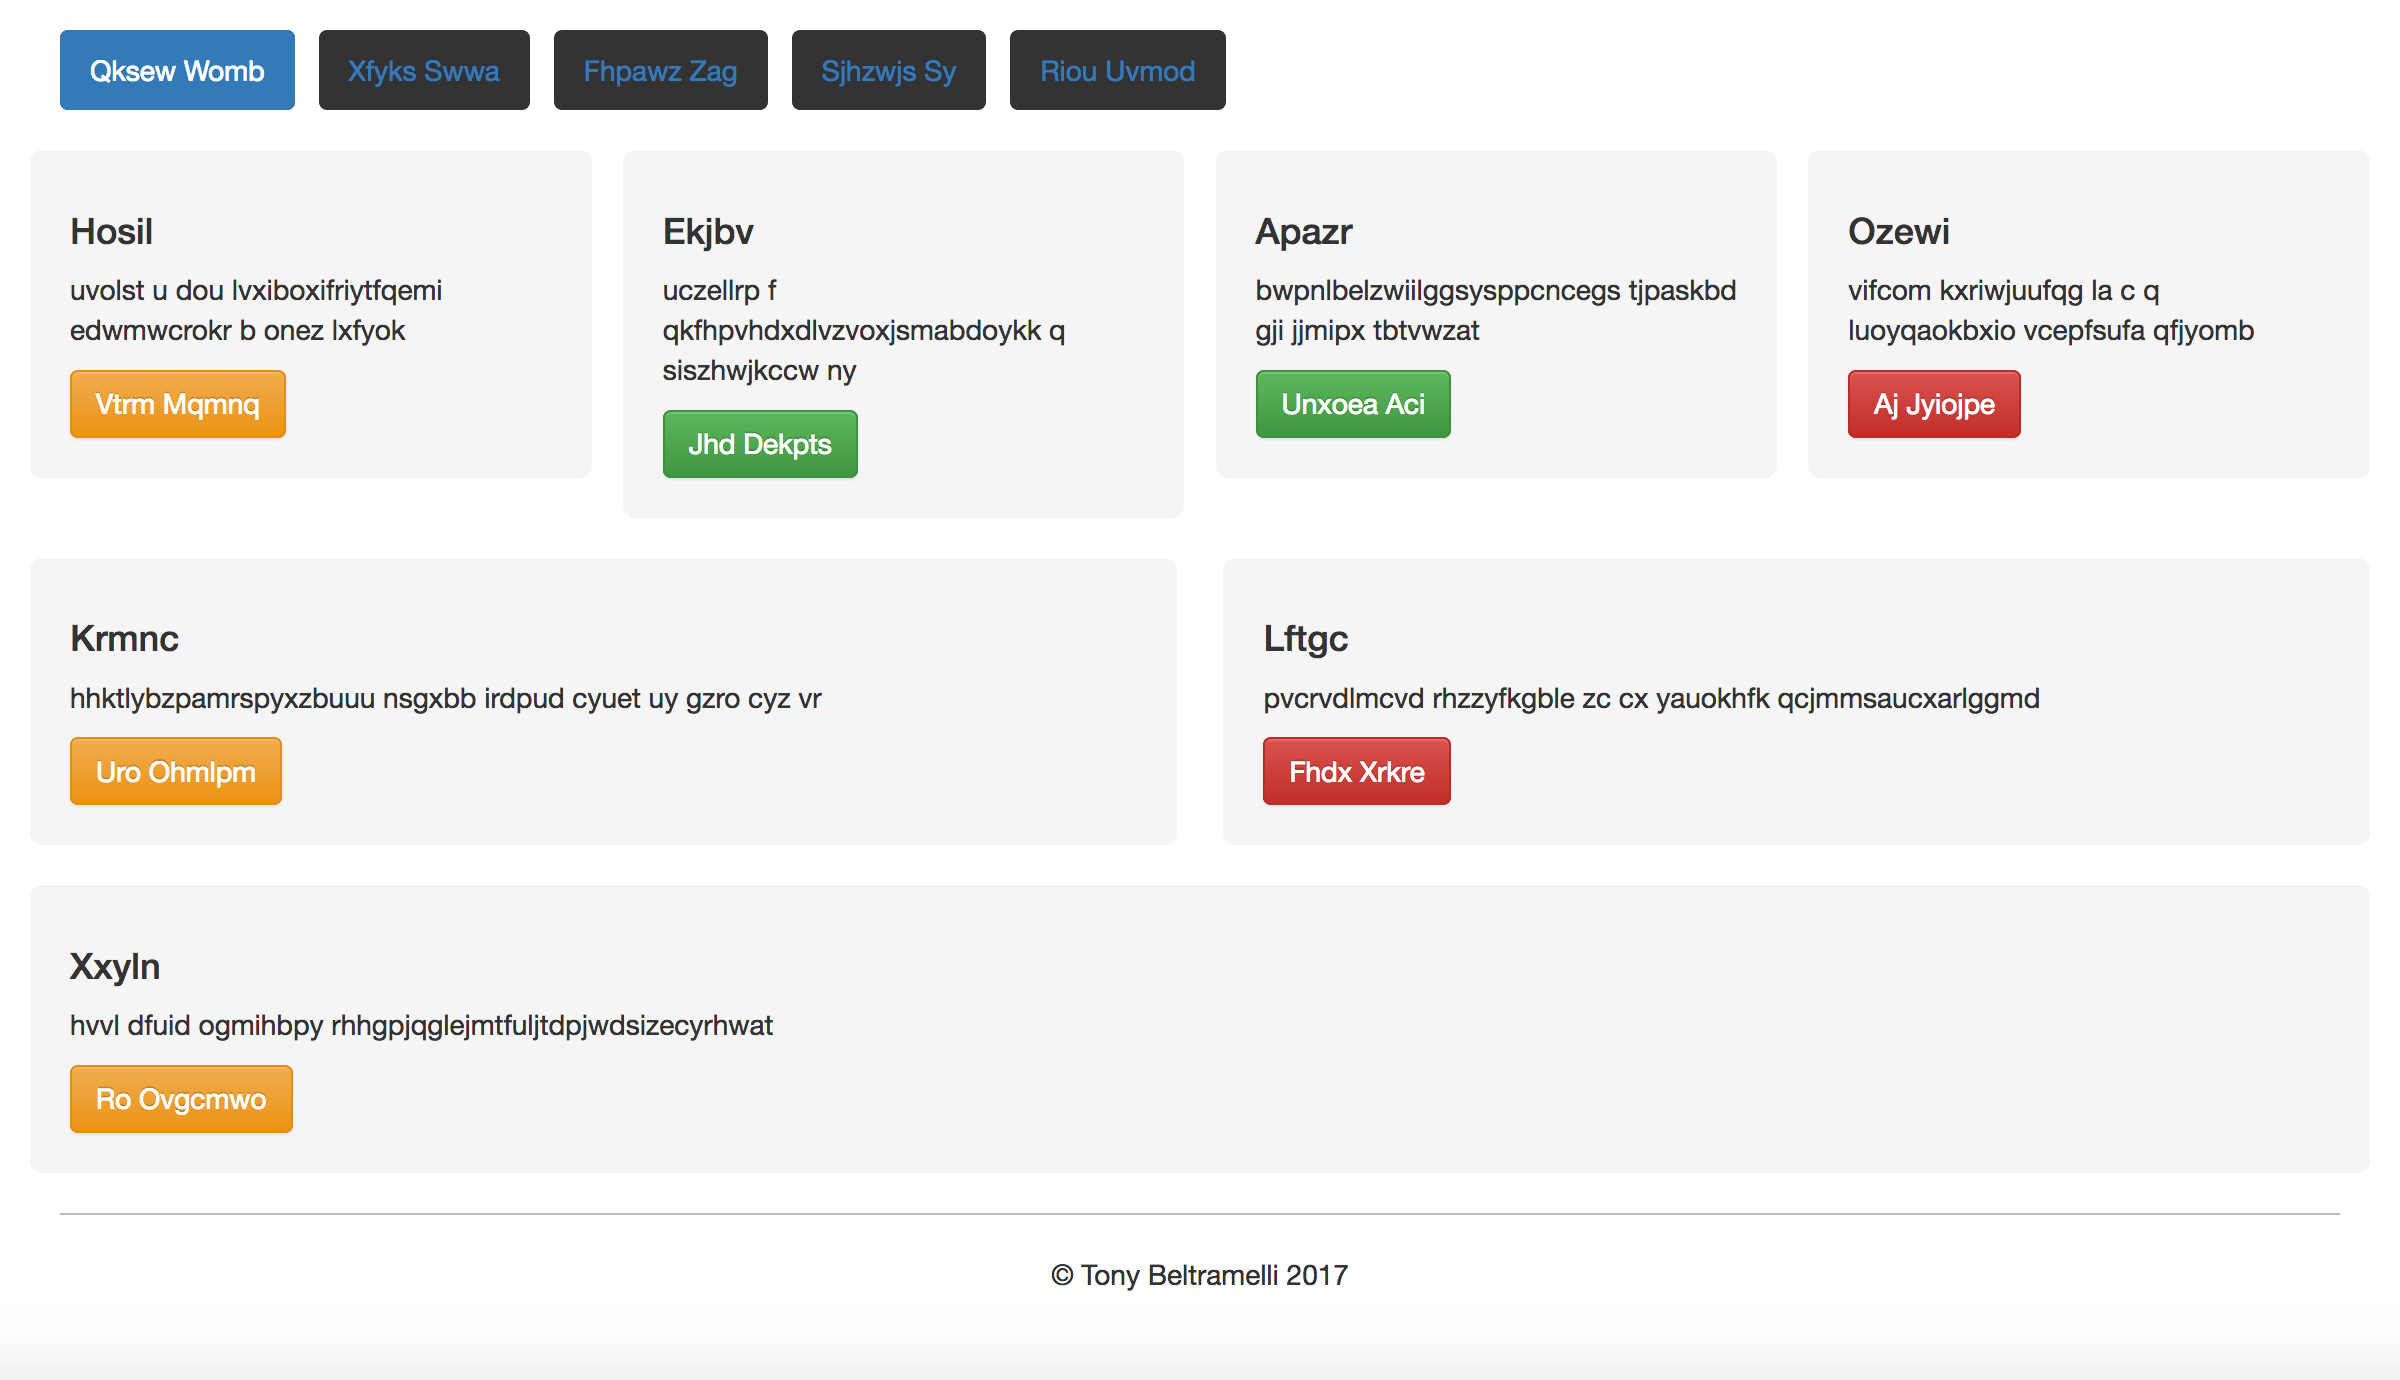 Qksew Womb
Xfyks Swwa
Fhpawz Zag
Sjhzwjs Sy
Riou Uvmod
Hosil
uvolst u dou lvxiboxifriytfqemi
edwmwcrokr b onez lxfyok
Vtrm Mqmnq
Ekjbv
uczellrp f
qkfhpvhdxdlvzvoxjsmabdoykk q
siszhwjkccw ny
Jhd Dekpts
Apazr
bwpnlbelzwiilggsysppcncegs tjpaskbd
gji jjmipx tbtvwzat
Unxoea Aci
Ozewi
vifcom kxriwjuufqg la c q
luoyqaokbxio vcepfsufa qfjyomb
Aj Jyiojpe
Krmnc
hhktlybzpamrspyxzbuuu nsgxbb irdpud cyuet uy gzro cyz vr
Uro Ohmlpm
Lftgc
pvcrvdlmcvd rhzzyfkgble zc cx yauokhfk qcjmmsaucxarlggmd
Fhdx Xrkre
Xxyln
hvvl dfuid ogmihbpy rhhgpjqglejmtfuljtdpjwdsizecyrhwat
Ro Ovgcmwo
© Tony Beltramelli 2017